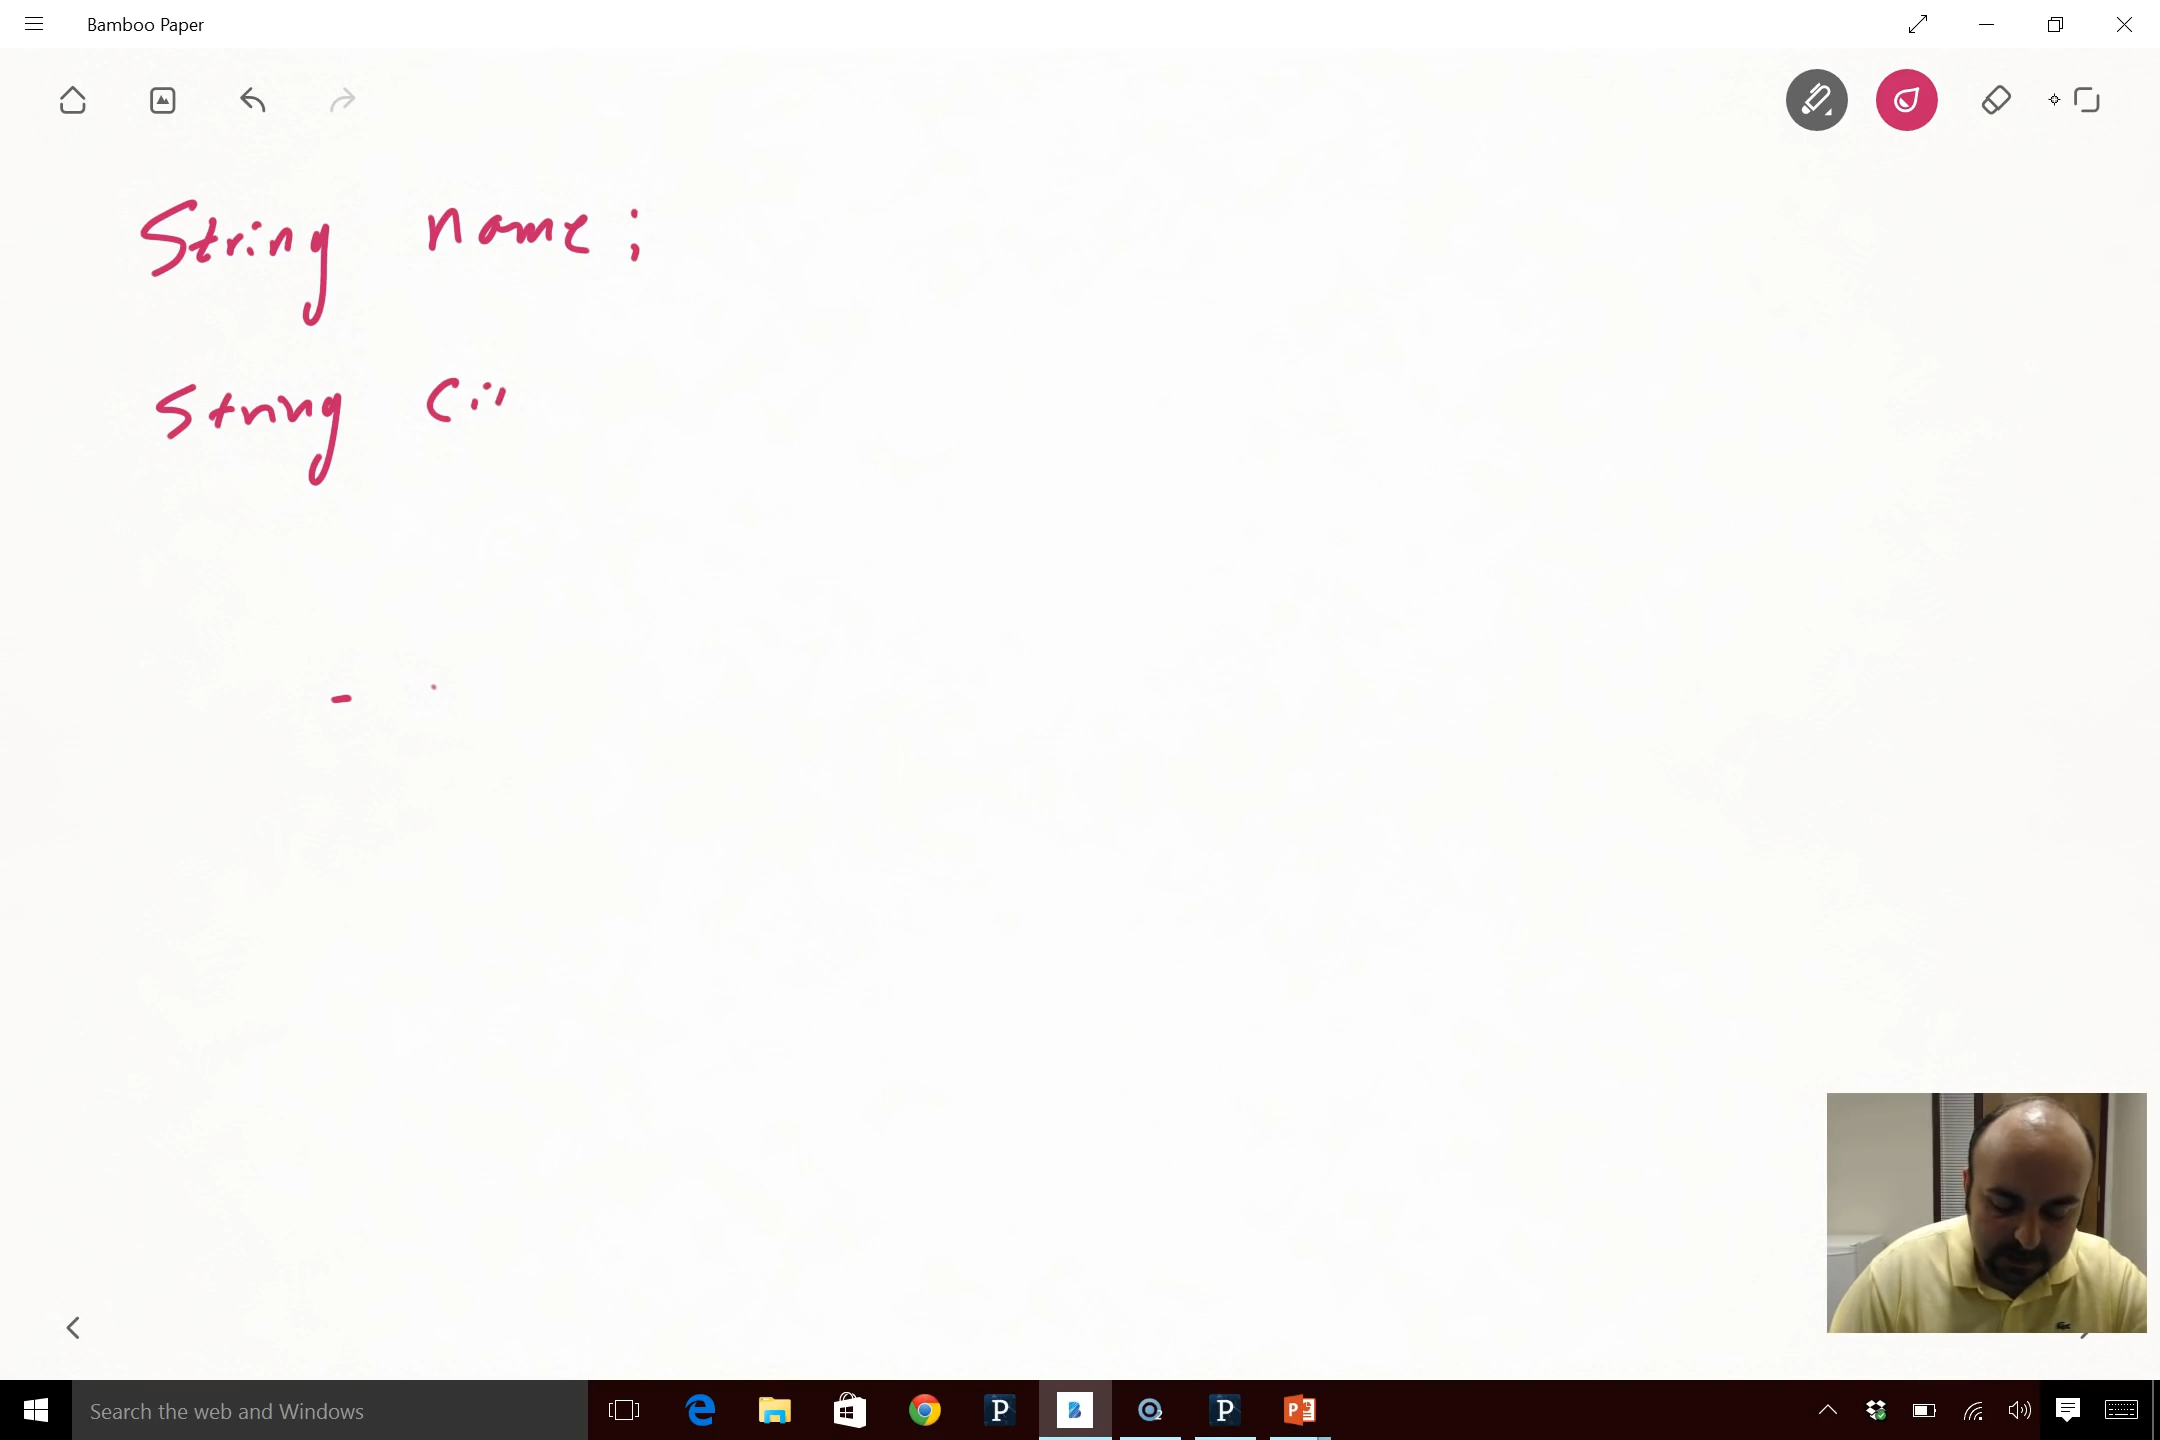 Bamboo Paper
String name;
String
Search the web and Windows